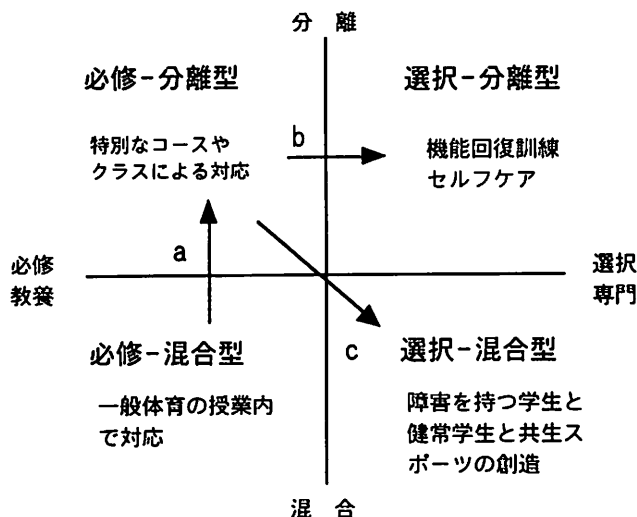 分 離
必修-分離型
選択-分離型
特別なコースや
クラスによる対応
b
機能回復訓練
セルフケア
a
必修
教養
選択
専門
必修-混合型
c
選択-混合型
一般体育の授業内
で対応
障害を持つ学生と
健常学生と共生ス
ポーツの創造
混 合